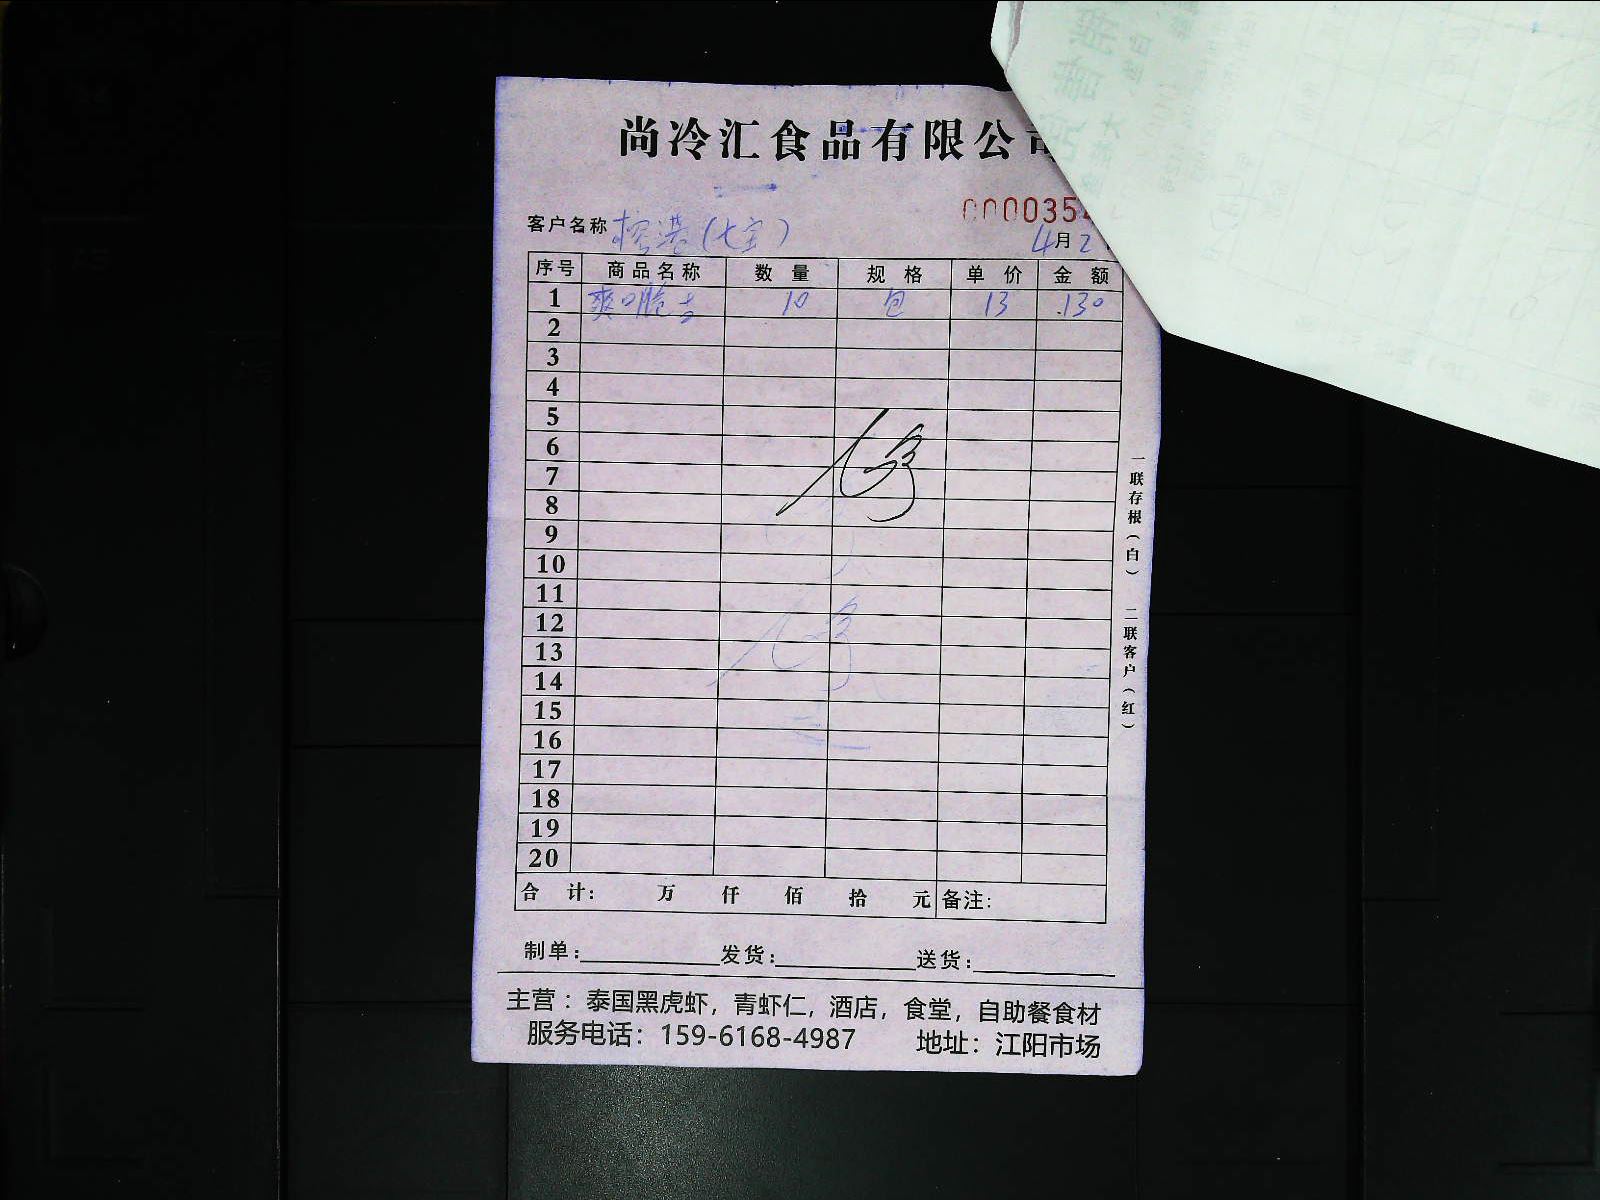 尚冷汇食品有限公司
000035
客户名称 榕港(七宝)
4月2
序号 商品名称 数量 规格 单价 金额
1 爽口脆 10 包 13 130
2
3
4
5
6
7
8
9
10
11
12
13
14
15
16
17
18
19
20
合计: 万 仟 佰 拾 元 备注:
制单: 发货: 送货:
主营：泰国黑虎虾，青虾仁，酒店，食堂，自助餐食材
服务电话：159-6168-4987 地址：江阳市场
一联存根(白) 二联客户(红)